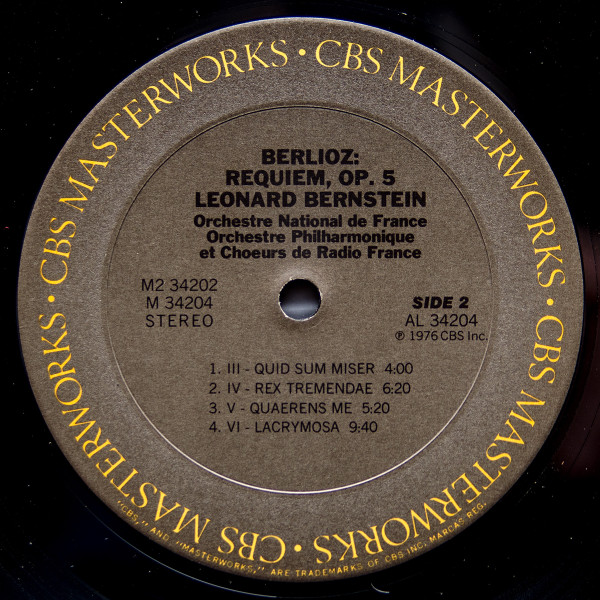 CBS MASTERWORKS • CBS MASTERWORKS • CBS MASTERWORKS • CBS MASTERWORKS •
BERLIOZ:
REQUIEM, OP. 5
LEONARD BERNSTEIN
Orchestre National de France
Orchestre Philharmonique
et Choeurs de Radio France
M2 34202
M 34204
STEREO
SIDE 2
AL 34204
℗ 1976 CBS Inc.
1. III - QUID SUM MISER 4:00
2. IV - REX TREMENDAE 6:20
3. V - QUAERENS ME 5:20
4. VI - LACRYMOSA 9:40
"CBS," AND "MASTERWORKS," ARE TRADEMARKS OF CBS INC. MARCAS REG.